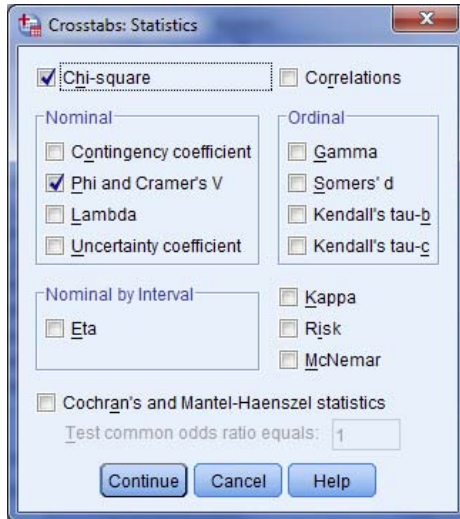 Crosstabs: Statistics
Chi-square
Correlations
Nominal
Contingency coefficient
Phi and Cramer's V
Lambda
Uncertainty coefficient
Ordinal
Gamma
Somers' d
Kendall's tau-b
Kendall's tau-c
Nominal by Interval
Eta
Kappa
Risk
McNemar
Cochran's and Mantel-Haenszel statistics
Test common odds ratio equals: 1
Continue Cancel Help